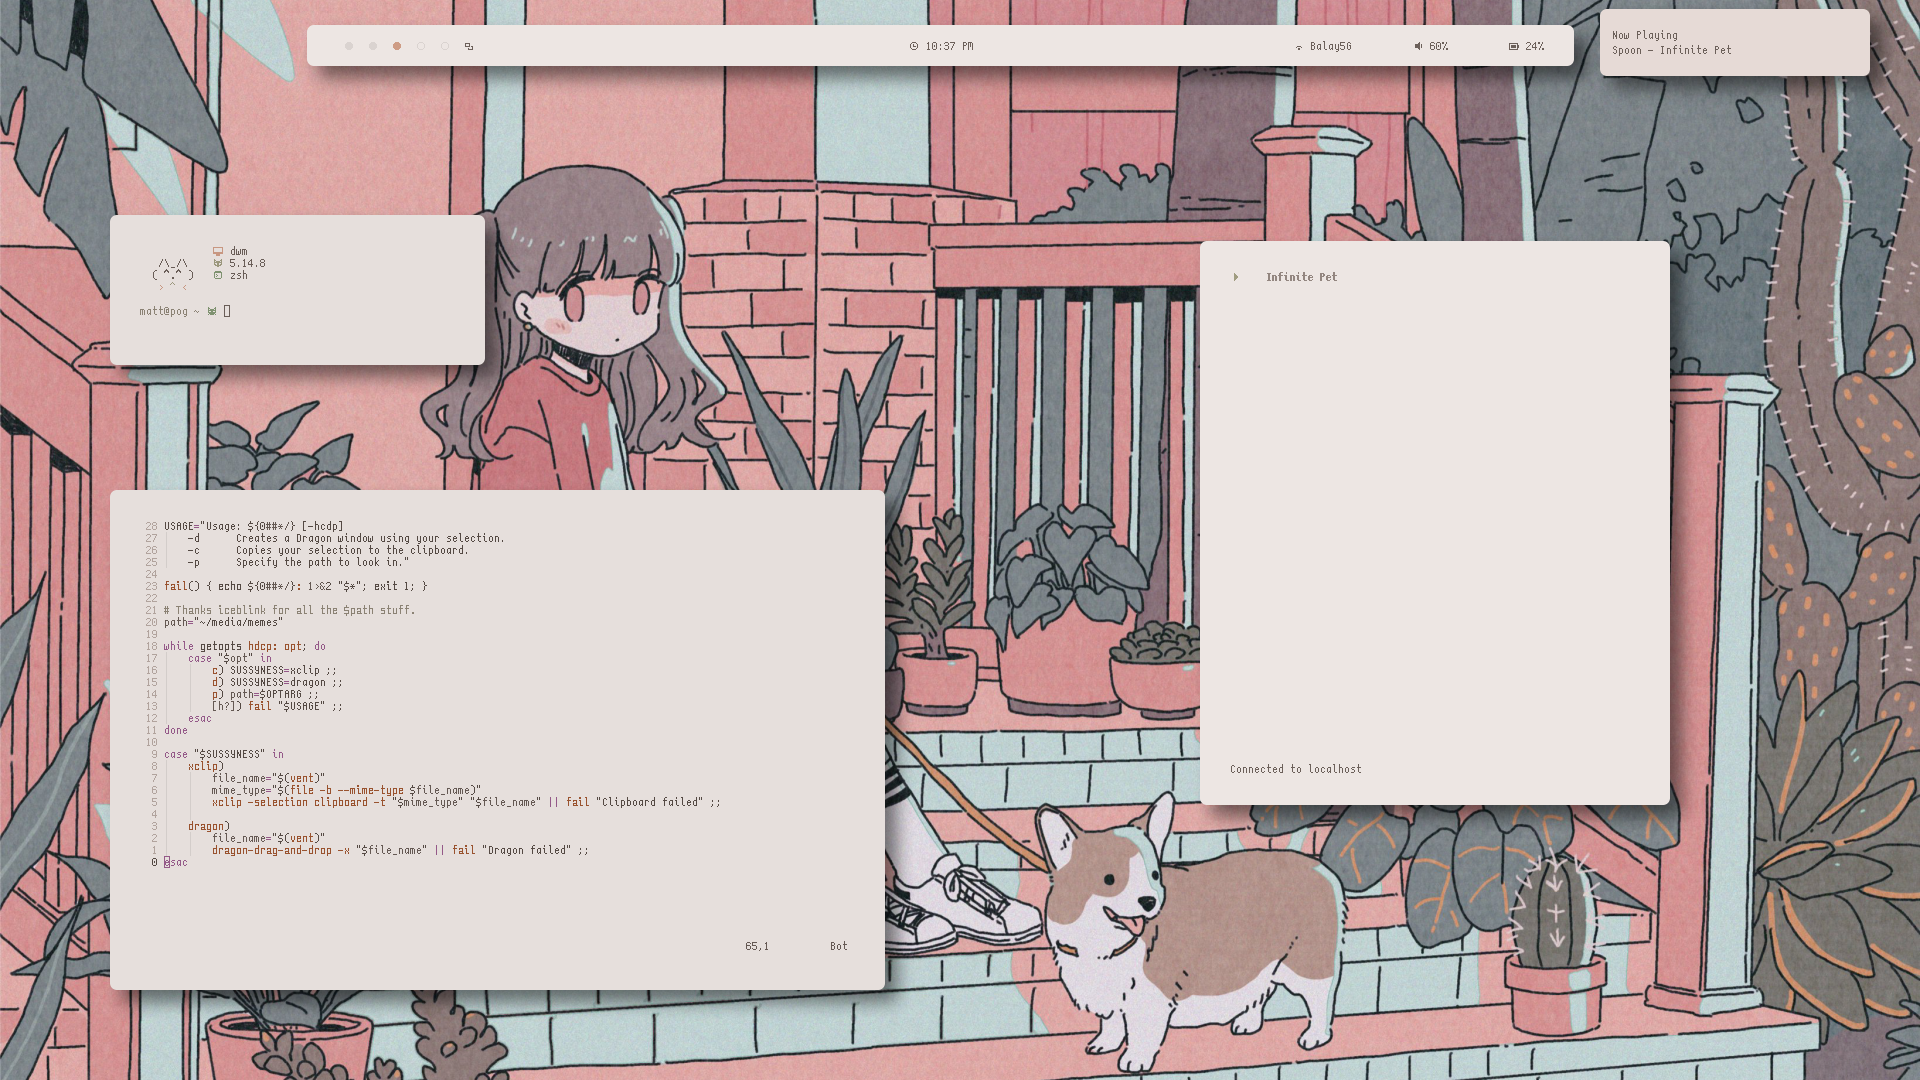 10:37 PM
Balay5G
60%
24%
Now Playing
Spoon - Infinite Pet
/\_/\
( ^.^ )
> ^ <
dwm
5.14.8
zsh
matt@pog ~
Infinite Pet
Connected to localhost
28 USAGE="Usage: ${0##*/} [-hcdp]
27     -d      Creates a Dragon window using your selection.
26     -c      Copies your selection to the clipboard.
25     -p      Specify the path to look in."
24
23 fail() { echo ${0##*/}: 1>&2 "$*"; exit 1; }
22
21 # Thanks iceblink for all the $path stuff.
20 path="~/media/memes"
19
18 while getopts hdcp: opt; do
17     case "$opt" in
16         c) SUSSYNESS=xclip ;;
15         d) SUSSYNESS=dragon ;;
14         p) path=$OPTARG ;;
13         [h?]) fail "$USAGE" ;;
12     esac
11 done
10
9 case "$SUSSYNESS" in
8     xclip)
7         file_name="$(vent)"
6         mime_type="$(file -b --mime-type $file_name)"
5         xclip -selection clipboard -t "$mime_type" "$file_name" || fail "Clipboard failed" ;;
4
3     dragon)
2         file_name="$(vent)"
1         dragon-drag-and-drop -x "$file_name" || fail "Dragon failed" ;;
0 esac
65,1
Bot